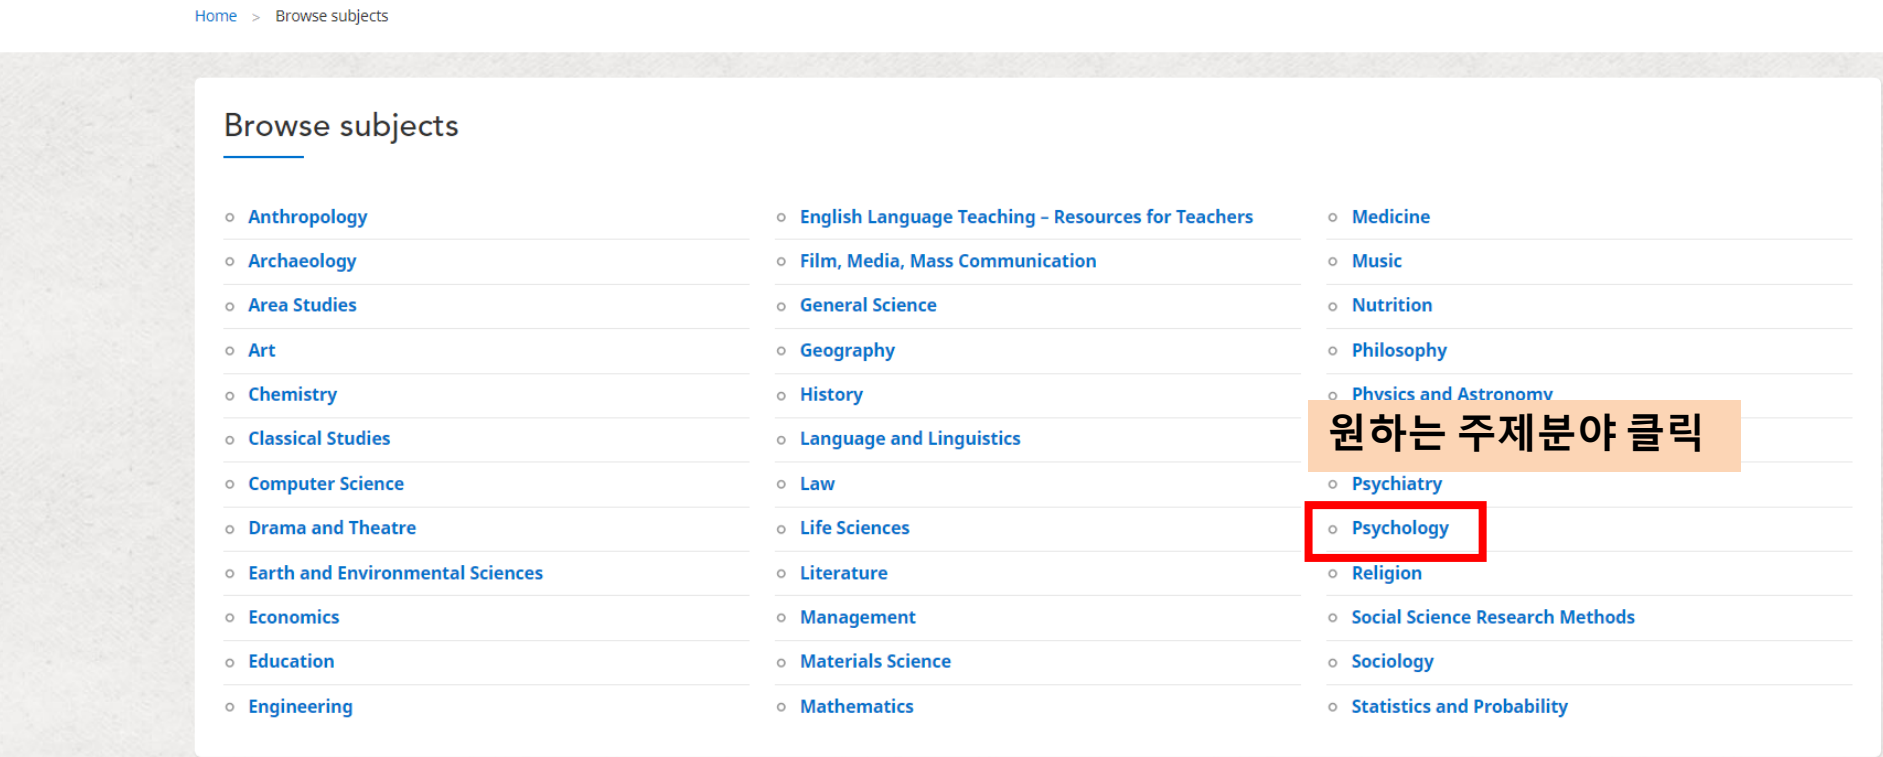 Home > Browse subjects
Browse subjects
Anthropology
Archaeology
Area Studies
Art
Chemistry
Classical Studies
Computer Science
Drama and Theatre
Earth and Environmental Sciences
Economics
Education
Engineering
English Language Teaching – Resources for Teachers
Film, Media, Mass Communication
General Science
Geography
History
Language and Linguistics
Law
Life Sciences
Literature
Management
Materials Science
Mathematics
Medicine
Music
Nutrition
Philosophy
Physics and Astronomy
원하는 주제분야 클릭
Psychiatry
Psychology
Religion
Social Science Research Methods
Sociology
Statistics and Probability